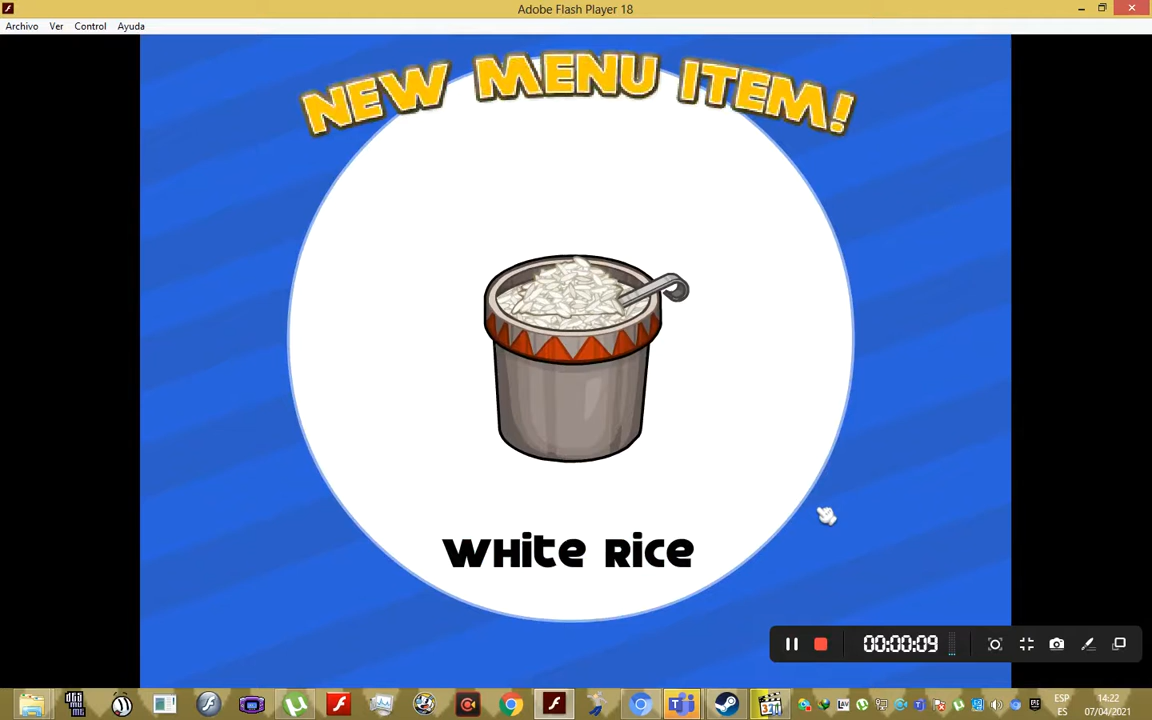 Adobe Flash Player 18
Archivo Ver Control Ayuda
NEW MENU ITEM!
White Rice
00:00:09
ESP 14:22
ES 07/04/2021